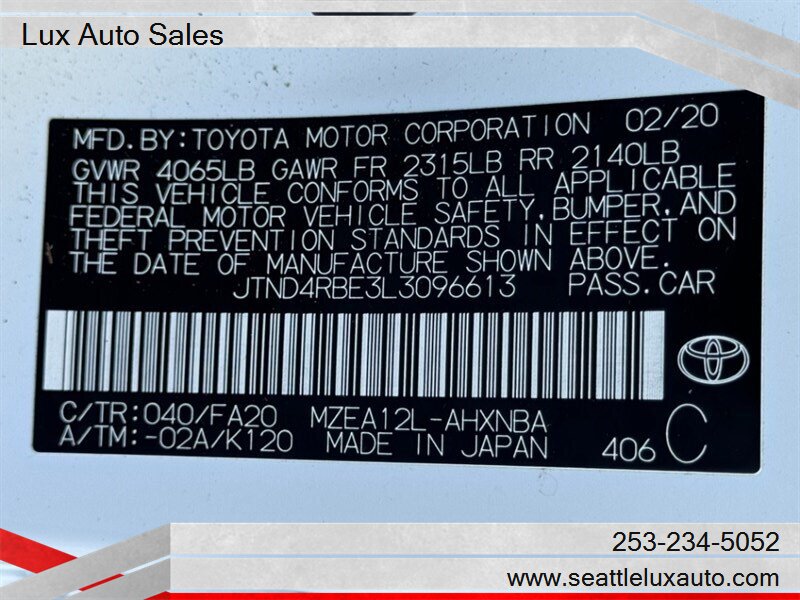 Lux Auto Sales
MFD. BY: TOYOTA MOTOR CORPORATION 02/20
GVWR 4065LB GAWR FR 2315LB RR 2140LB
THIS VEHICLE CONFORMS TO ALL APPLICABLE
FEDERAL MOTOR VEHICLE SAFETY, BUMPER, AND
THEFT PREVENTION STANDARDS IN EFFECT ON
THE DATE OF MANUFACTURE SHOWN ABOVE.
JTND4RBE3L3096613 PASS. CAR
C/TR: 040/FA20 MZEA12L-AHXNBA
A/TM: -02A/K120 MADE IN JAPAN 406 C
253-234-5052
www.seattleluxauto.com